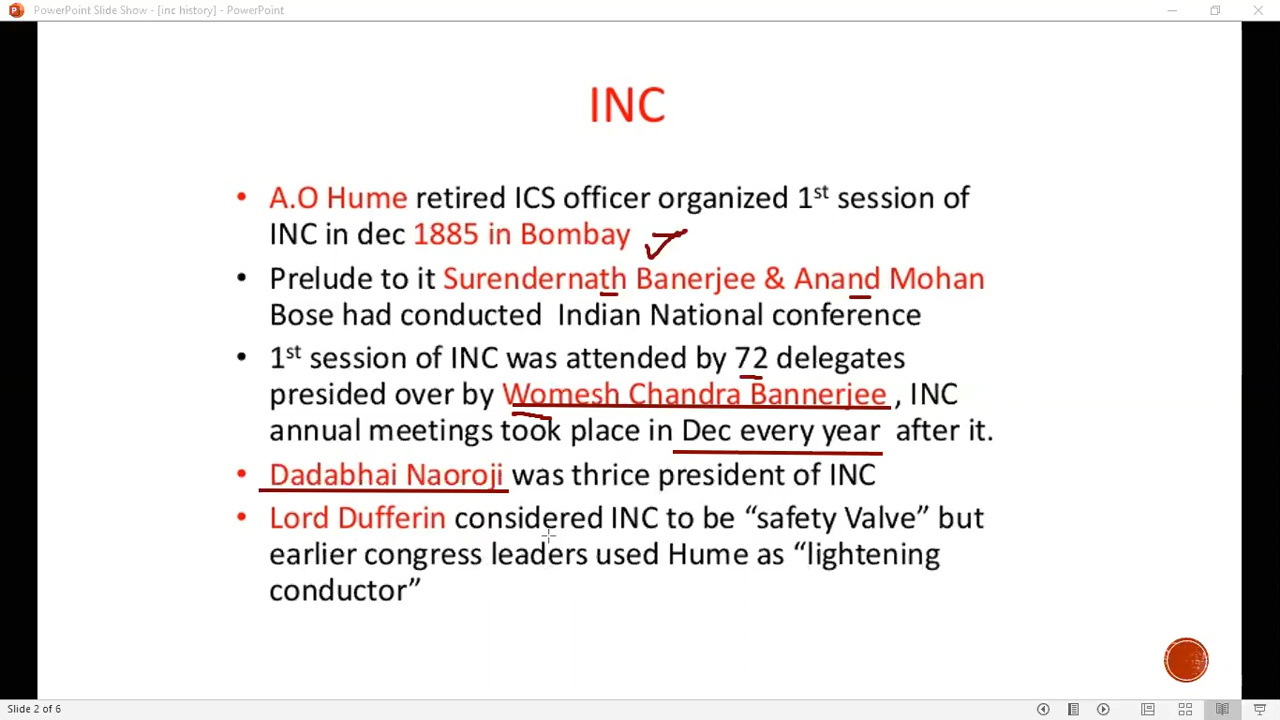 PowerPoint Slide Show - [inc history] - PowerPoint
INC
• A.O Hume retired ICS officer organized 1st session of
INC in dec 1885 in Bombay
• Prelude to it Surendernath Banerjee & Anand Mohan
Bose had conducted Indian National conference
• 1st session of INC was attended by 72 delegates
presided over by Womesh Chandra Bannerjee , INC
annual meetings took place in Dec every year after it.
• Dadabhai Naoroji was thrice president of INC
• Lord Dufferin considered INC to be “safety Valve” but
earlier congress leaders used Hume as “lightening
conductor”
Slide 2 of 6